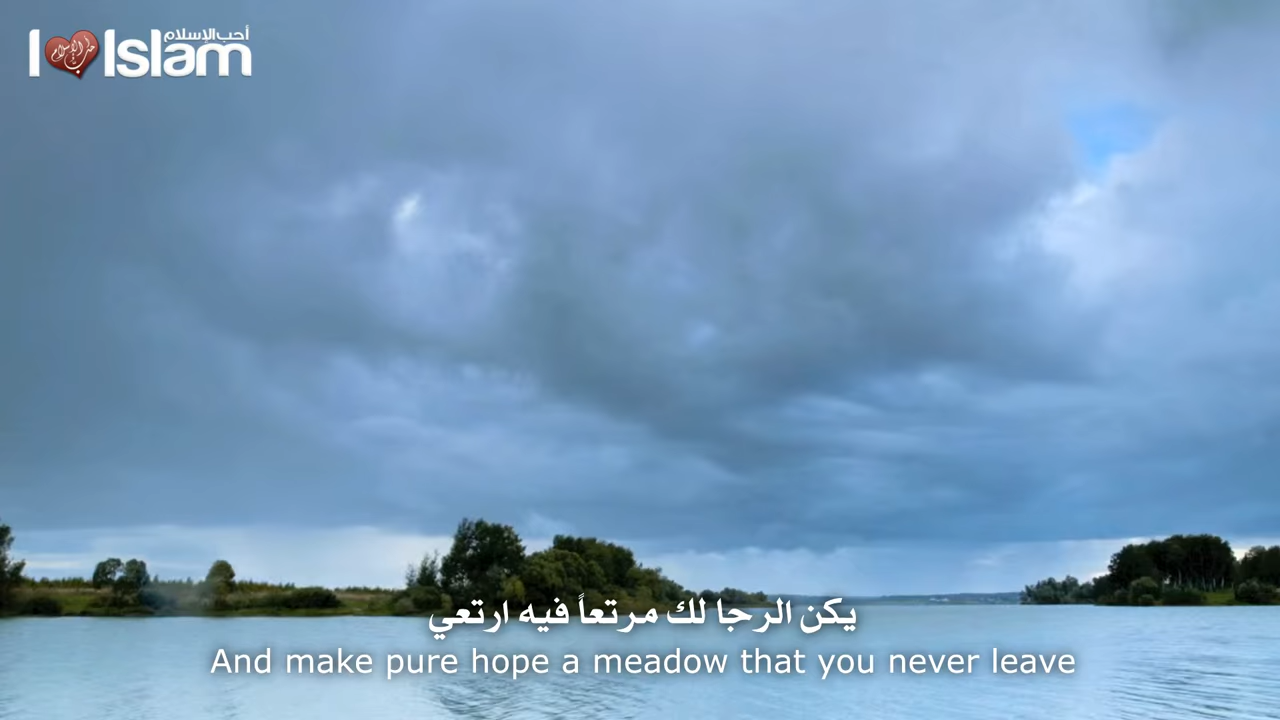 أحب الإسلام
I Islam
يكن الرجا لك مرتعاً فيه ارتعي
And make pure hope a meadow that you never leave